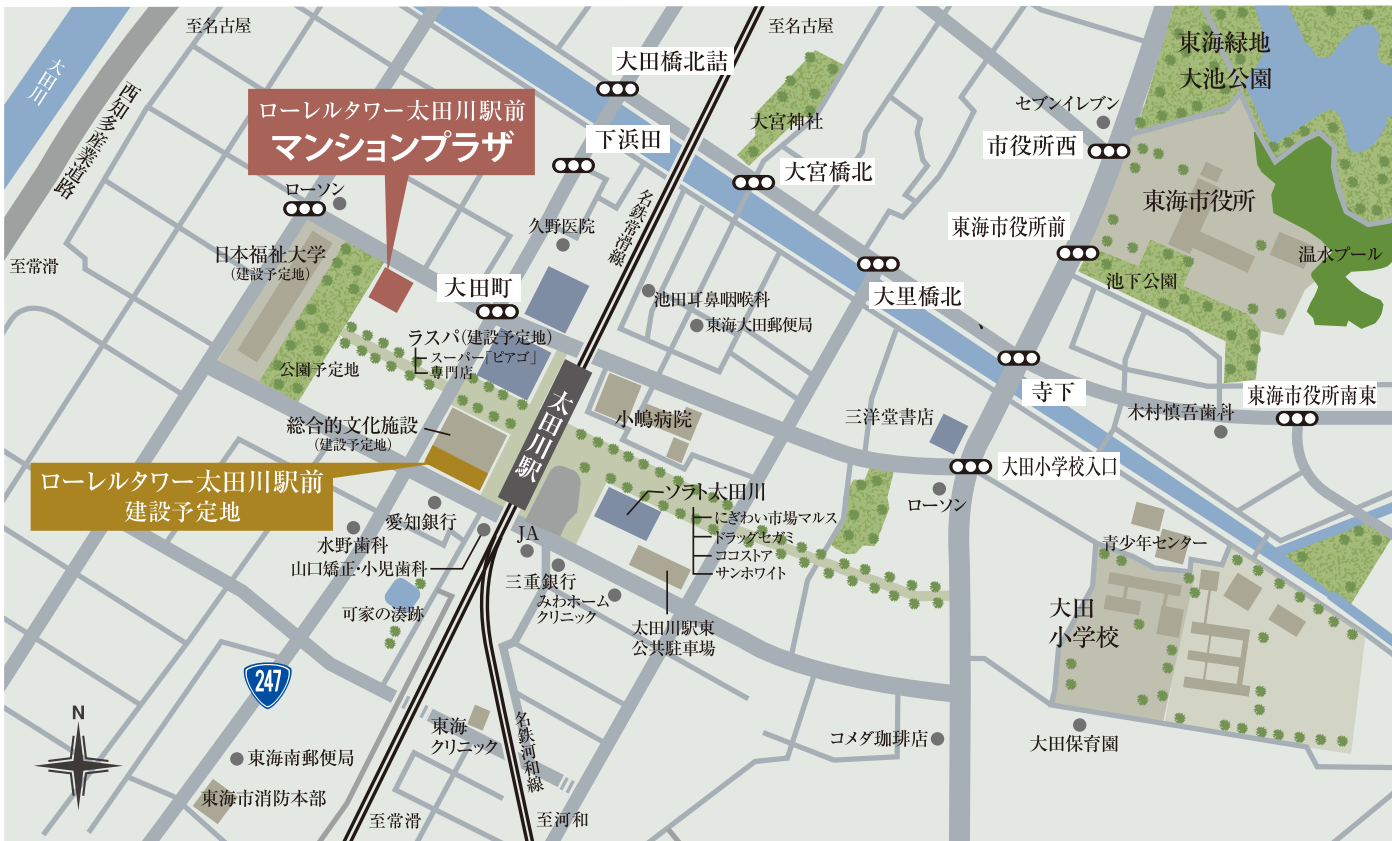 至名古屋
至名古屋
大田川
西知多産業道路
大田橋北詰
東海緑地
大池公園
セブンイレブン
ローレルタワー太田川駅前
マンションプラザ
下浜田
大宮神社
市役所西
大宮橋北
ローソン
名鉄常滑線
東海市役所
久野医院
東海市役所前
日本福祉大学
(建設予定地)
至常滑
温水プール
池下公園
大田町
池田耳鼻咽喉科
大里橋北
東海大田郵便局
ラスパ(建設予定地)
スーパー「ピアゴ」
専門店
公園予定地
寺下
東海市役所南東
太田川駅
小嶋病院
三洋堂書店
木村慎吾歯科
総合的文化施設
(建設予定地)
大田小学校入口
ローレルタワー太田川駅前
建設予定地
ソラト太田川
にぎわい市場マルス
ドラッグセガミ
ココストア
サンホワイト
ローソン
愛知銀行
水野歯科
山口矯正・小児歯科
JA
三重銀行
みわホーム
クリニック
青少年センター
可家の湊跡
太田川駅東
公共駐車場
大田
小学校
247
N
東海
クリニック
名鉄河和線
コメダ珈琲店
大田保育園
東海南郵便局
東海市消防本部
至常滑
至河和